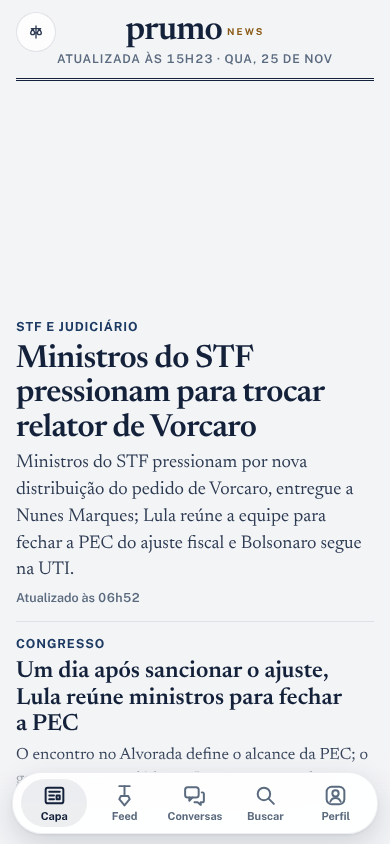 prumo NEWS
ATUALIZADA ÀS 15H23 · QUA, 25 DE NOV
STF E JUDICIÁRIO
Ministros do STF
pressionam para trocar
relator de Vorcaro
Ministros do STF pressionam por nova
distribuição do pedido de Vorcaro, entregue a
Nunes Marques; Lula reúne a equipe para
fechar a PEC do ajuste fiscal e Bolsonaro segue
na UTI.
Atualizado às 06h52
CONGRESSO
Um dia após sancionar o ajuste,
Lula reúne ministros para fechar
a PEC
O encontro no Alvorada define o alcance da PEC; o
Capa Feed Conversas Buscar Perfil